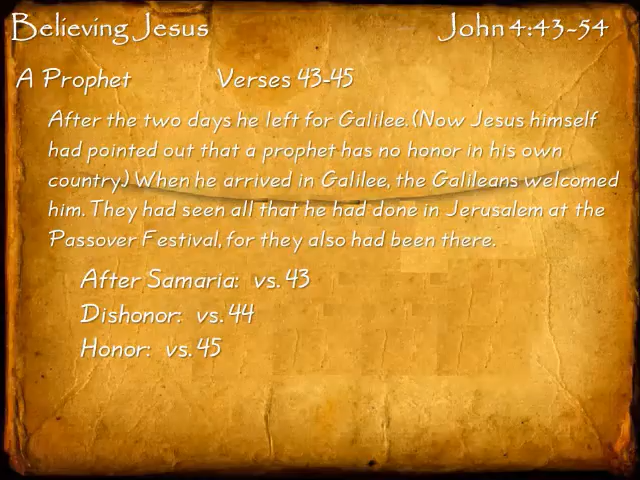 Believing Jesus John 4:43-54
A Prophet Verses 43-45
After the two days he left for Galilee. (Now Jesus himself
had pointed out that a prophet has no honor in his own
country.) When he arrived in Galilee, the Galileans welcomed
him. They had seen all that he had done in Jerusalem at the
Passover Festival, for they also had been there.
After Samaria: vs. 43
Dishonor: vs. 44
Honor: vs. 45